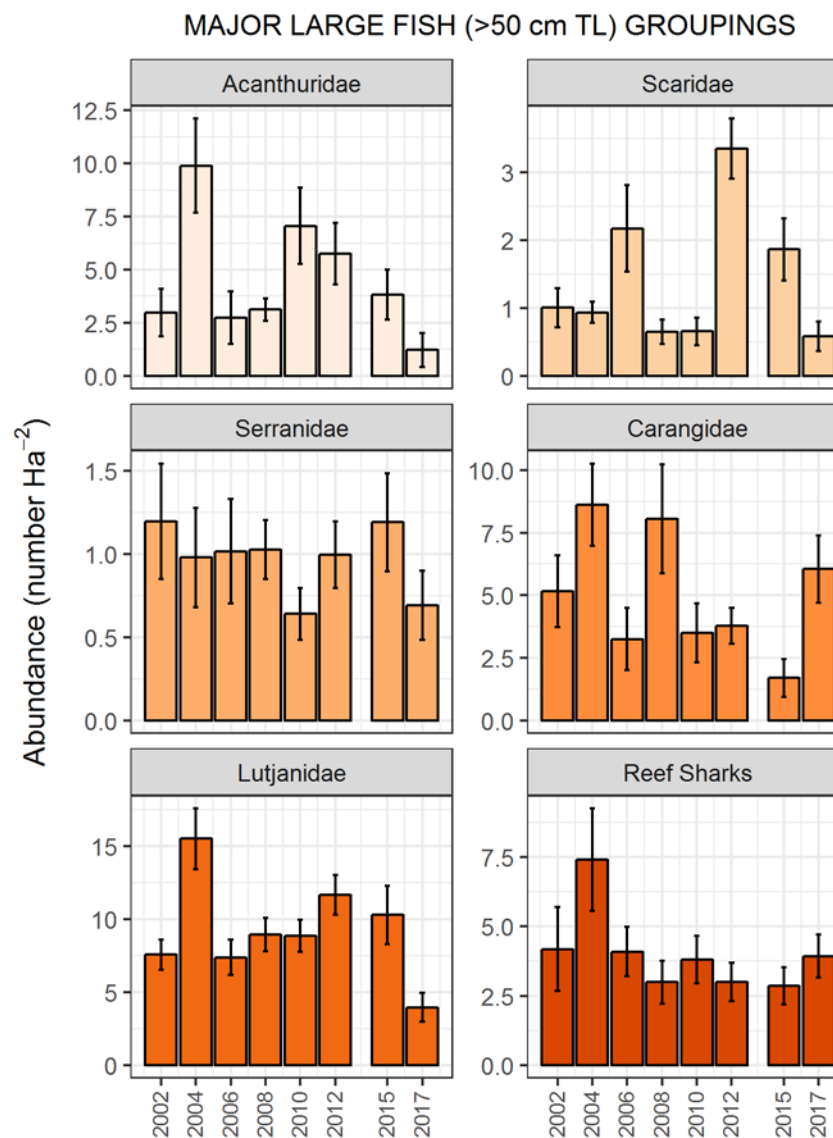 MAJOR LARGE FISH (>50 cm TL) GROUPINGS
Acanthuridae
12.5
10.0
7.5
5.0
2.5
0.0
Scaridae
3
2
1
0
Abundance (number Ha⁻²)
Serranidae
1.5
1.0
0.5
0.0
Carangidae
10.0
7.5
5.0
2.5
0.0
Lutjanidae
15
10
5
0
Reef Sharks
7.5
5.0
2.5
0.0
2002 2004 2006 2008 2010 2012 2015 2017
2002 2004 2006 2008 2010 2012 2015 2017